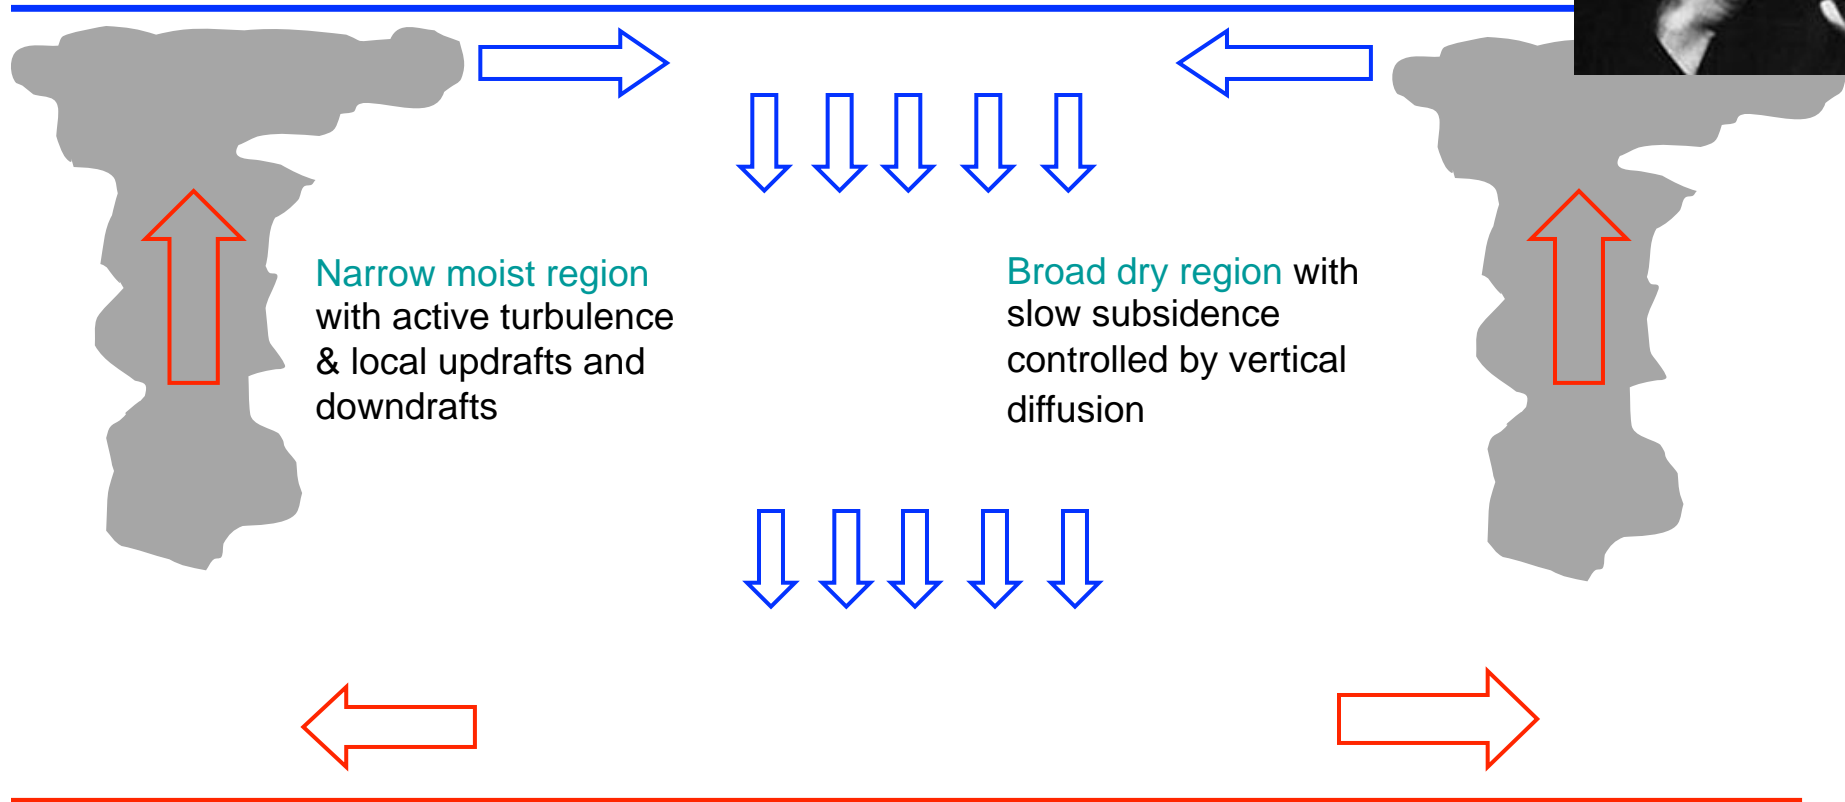 Narrow moist region
with active turbulence
& local updrafts and
downdrafts
Broad dry region with
slow subsidence
controlled by vertical
diffusion